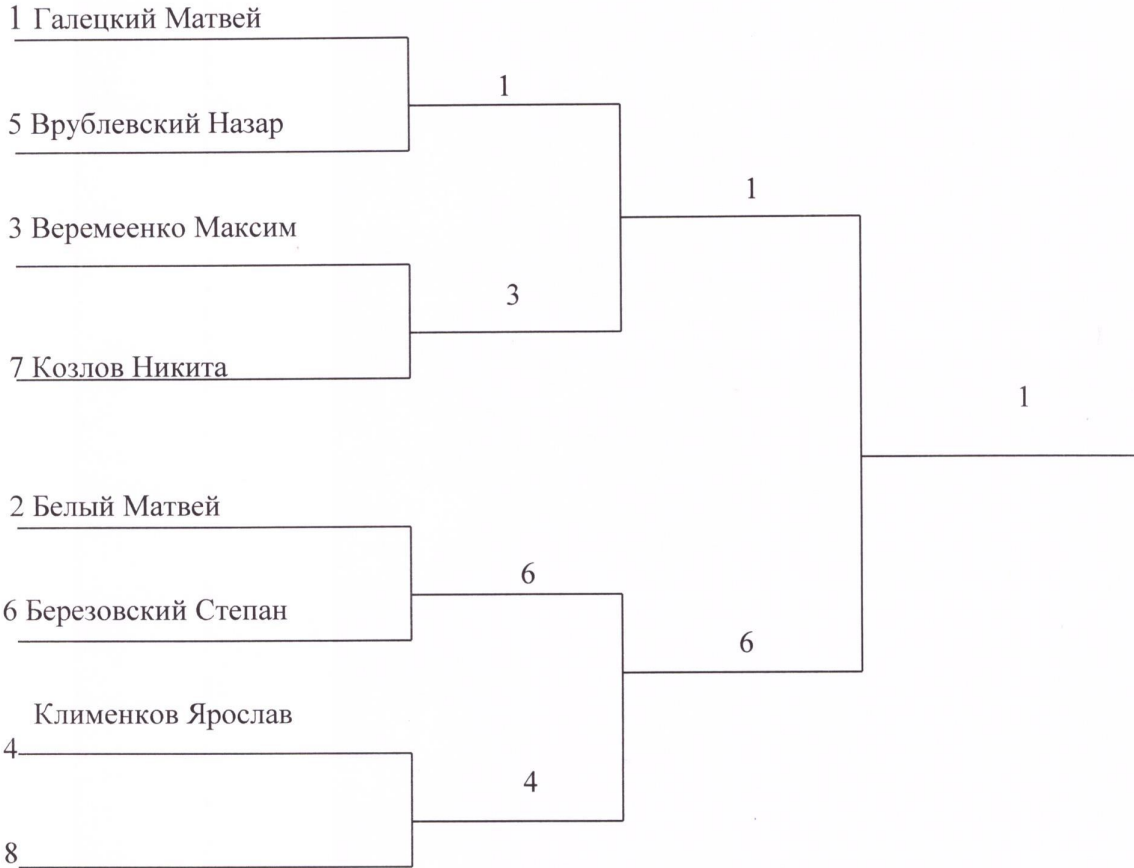 1 Галецкий Матвей
1
5 Врублевский Назар
1
3 Веремеенко Максим
3
7 Козлов Никита
1
2 Белый Матвей
6
6 Березовский Степан
6
Клименков Ярослав
4
4
8